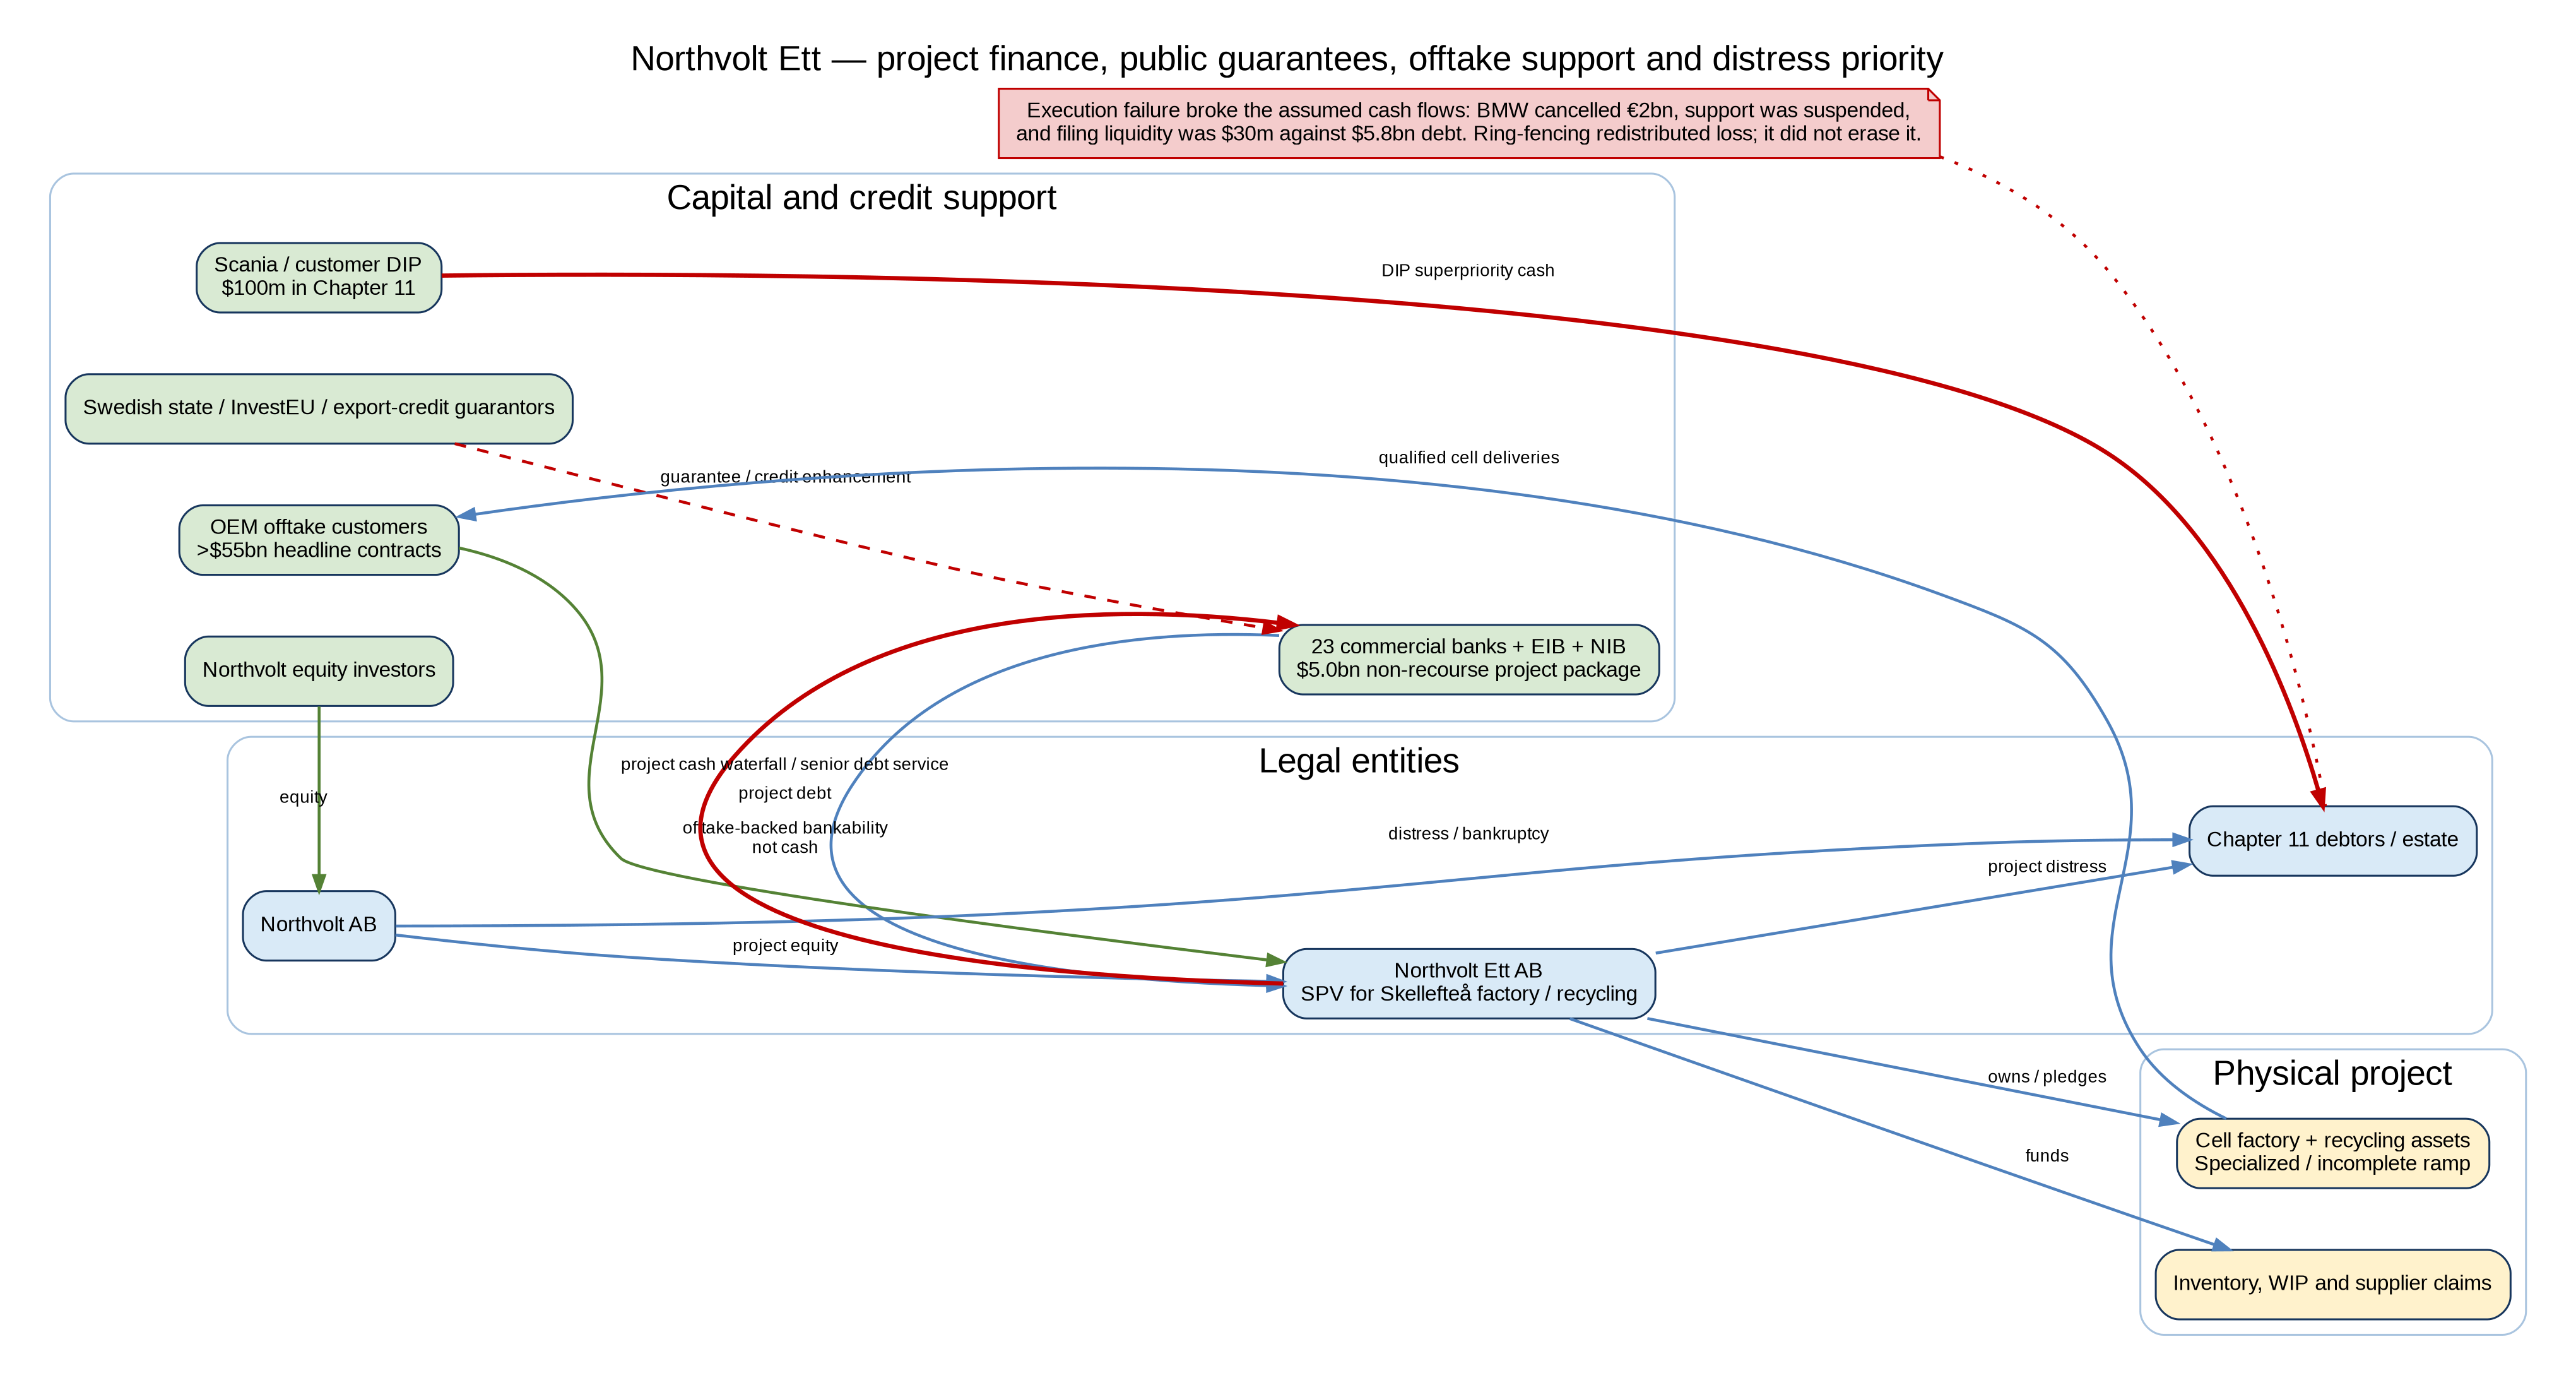 Northvolt Ett — project finance, public guarantees, offtake support and distress priority
Execution failure broke the assumed cash flows: BMW cancelled €2bn, support was suspended,
and filing liquidity was $30m against $5.8bn debt. Ring-fencing redistributed loss; it did not erase it.
Capital and credit support
Scania / customer DIP
$100m in Chapter 11
DIP superpriority cash
Swedish state / InvestEU / export-credit guarantors
guarantee / credit enhancement
qualified cell deliveries
OEM offtake customers
>$55bn headline contracts
Northvolt equity investors
23 commercial banks + EIB + NIB
$5.0bn non-recourse project package
Legal entities
project cash waterfall / senior debt service
equity
project debt
offtake-backed bankability
not cash
distress / bankruptcy
Chapter 11 debtors / estate
project distress
Northvolt AB
project equity
Northvolt Ett AB
SPV for Skellefteå factory / recycling
Physical project
owns / pledges
Cell factory + recycling assets
Specialized / incomplete ramp
funds
Inventory, WIP and supplier claims